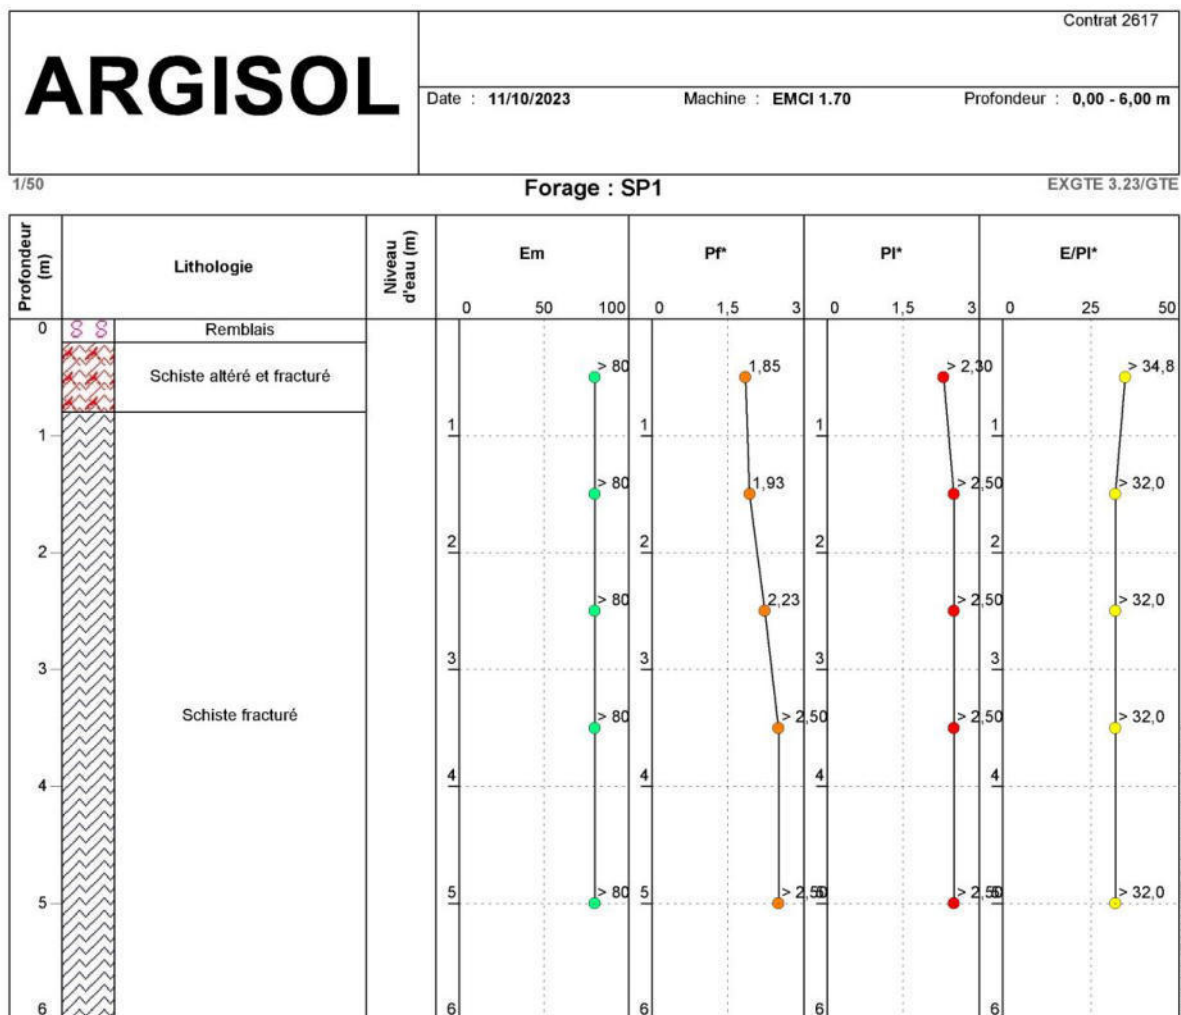 Contrat 2617
ARGISOL
Date : 11/10/2023 Machine : EMCI 1.70 Profondeur : 0,00 - 6,00 m
1/50 Forage : SP1 EXGTE 3.23/GTE
Profondeur (m) Lithologie Niveau d'eau (m) Em Pf* Pl* E/Pl*
0 50 100 0 1,5 3 0 1,5 3 0 25 50
0 Remblais
Schiste altéré et fracturé > 80 1,85 > 2,30 > 34,8
1 1 1 1 1
> 80 1,93 > 2,50 > 32,0
2 2 2 2 2
> 80 2,23 > 2,50 > 32,0
3 3 3 3 3
Schiste fracturé > 80 > 2,50 > 2,50 > 32,0
4 4 4 4 4
5 5 > 80 5 > 2,50 5 > 2,50 5 > 32,0
6 6 6 6 6